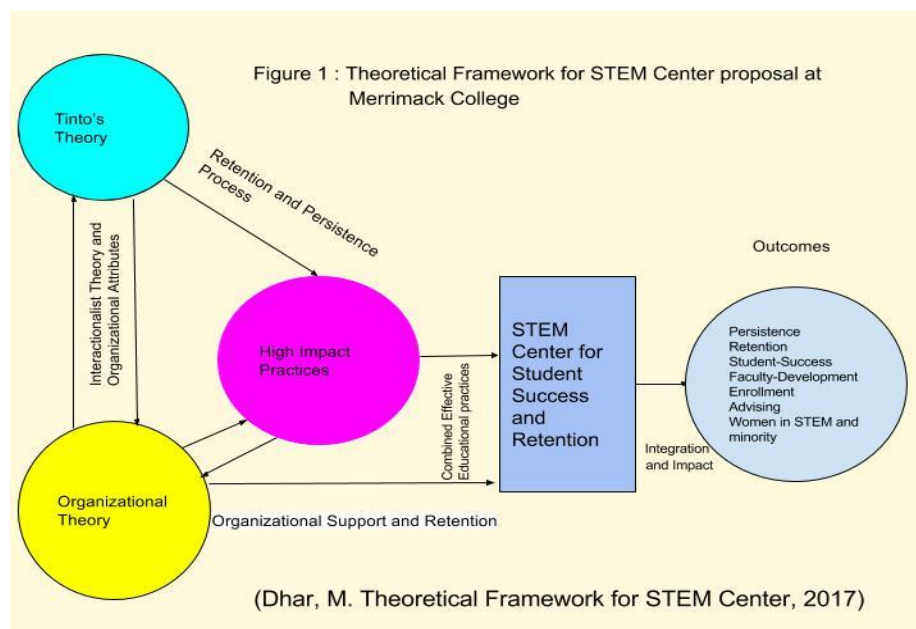 Figure 1 : Theoretical Framework for STEM Center proposal at
Merrimack College
Tinto's
Theory
Retention and Persistence
Process
Interactionalist Theory and
Organizational Attributes
High Impact
Practices
Organizational
Theory
Combined Effective
Educational practices
Organizational Support and Retention
STEM
Center for
Student
Success
and
Retention
Integration
and Impact
Outcomes
Persistence
Retention
Student-Success
Faculty-Development
Enrollment
Advising
Women in STEM and
minority
(Dhar, M. Theoretical Framework for STEM Center, 2017)